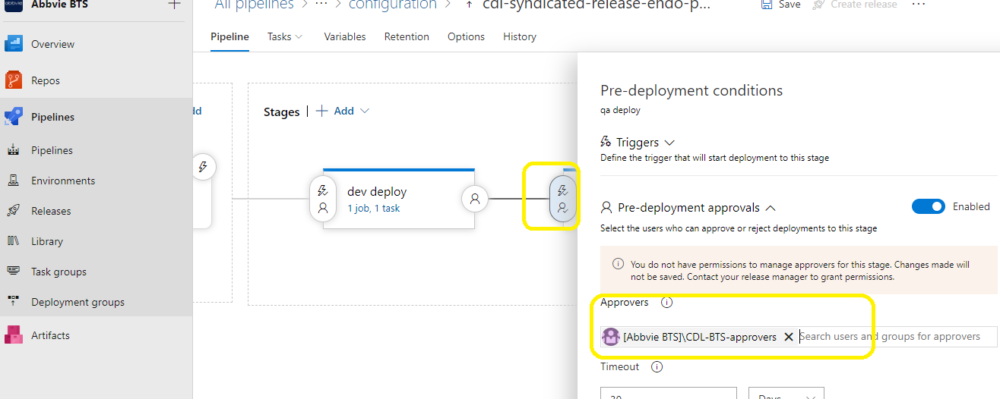 abbvie
Abbvie BTS
All pipelines > ··· > configuration > cdl-syndicated-release-endo-p...
Save
Create release
Pipeline
Tasks
Variables
Retention
Options
History
Overview
Repos
Pipelines
Pipelines
Environments
Releases
Library
Task groups
Deployment groups
Artifacts
dd
Stages | + Add
dev deploy
1 job, 1 task
Pre-deployment conditions
qa deploy
Triggers
Define the trigger that will start deployment to this stage
Pre-deployment approvals
Enabled
Select the users who can approve or reject deployments to this stage
You do not have permissions to manage approvers for this stage. Changes made will
not be saved. Contact your release manager to grant permissions.
Approvers
[Abbvie BTS]\CDL-BTS-approvers
Search users and groups for approvers
Timeout
30
Days